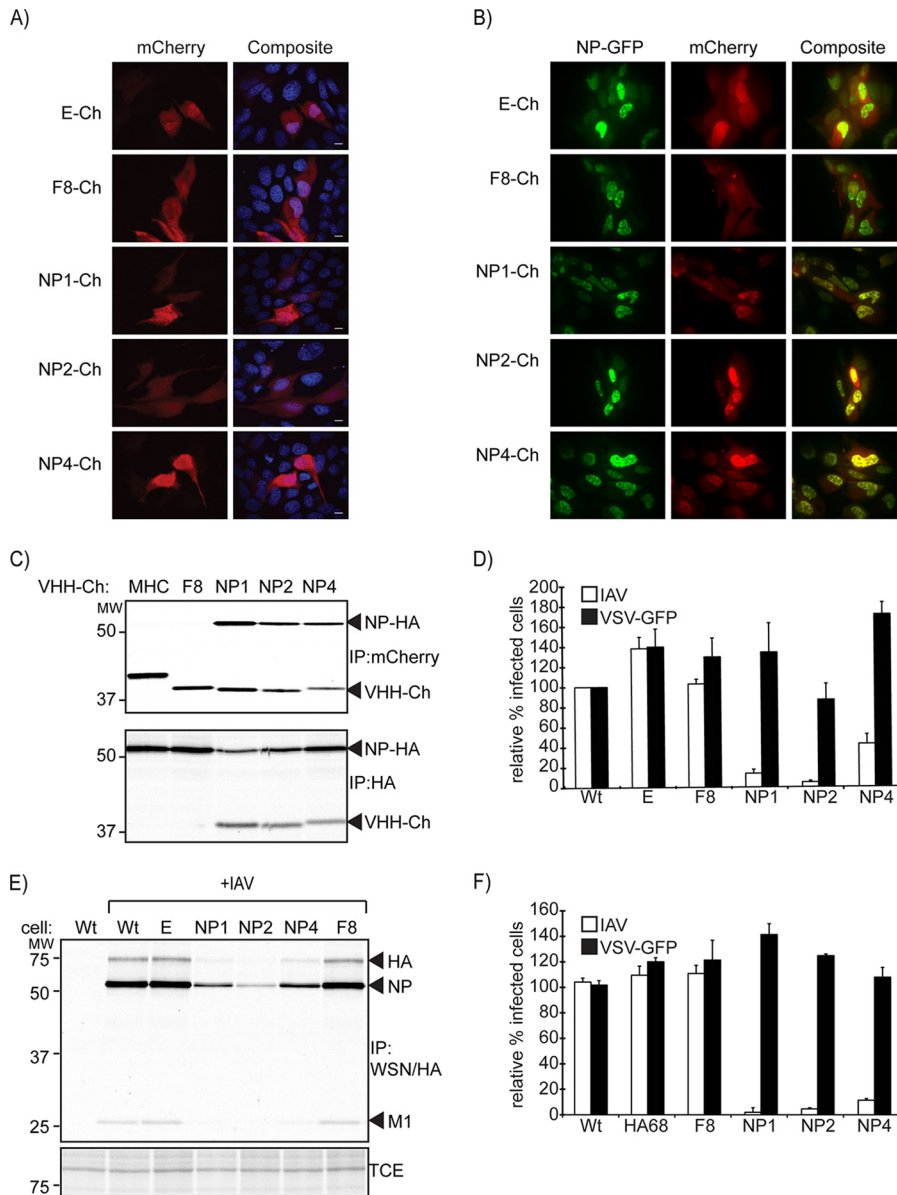 A)
mCherry Composite
E-Ch
F8-Ch
NP1-Ch
NP2-Ch
NP4-Ch
B)
NP-GFP mCherry Composite
E-Ch
F8-Ch
NP1-Ch
NP2-Ch
NP4-Ch
C)
VHH-Ch: MHC F8 NP1 NP2 NP4
MW
50
37
NP-HA
IP:mCherry
VHH-Ch
50
37
NP-HA
IP:HA
VHH-Ch
D)
relative % infected cells
200
180
160
140
120
100
80
60
40
20
0
IAV
VSV-GFP
Wt E F8 NP1 NP2 NP4
E)
+IAV
cell: Wt Wt E NP1 NP2 NP4 F8
MW
75
50
37
25
HA
NP
IP:
WSN/HA
M1
75
TCE
F)
relative % infected cells
160
140
120
100
80
60
40
20
0
IAV
VSV-GFP
Wt HA68 F8 NP1 NP2 NP4